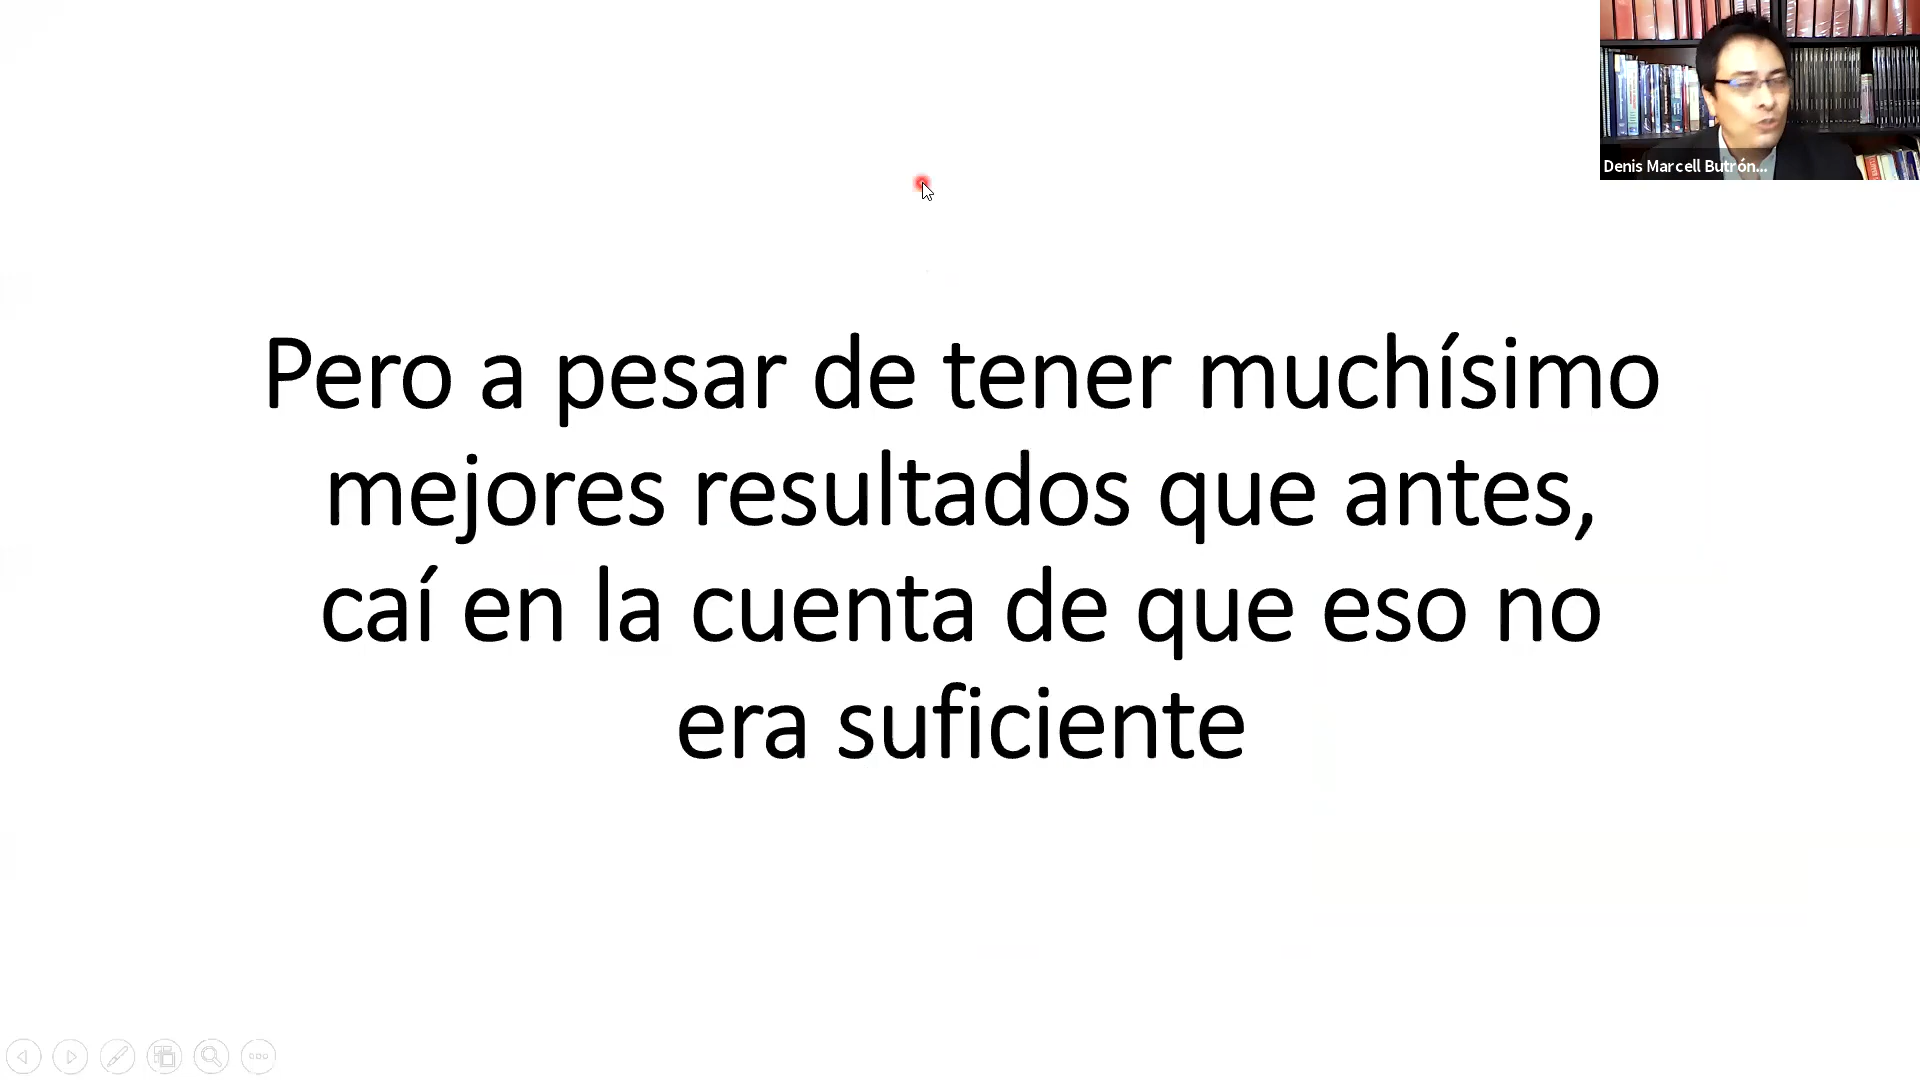 Denis Marcell Butrón...
Pero a pesar de tener muchísimo
mejores resultados que antes,
caí en la cuenta de que eso no
era suficiente